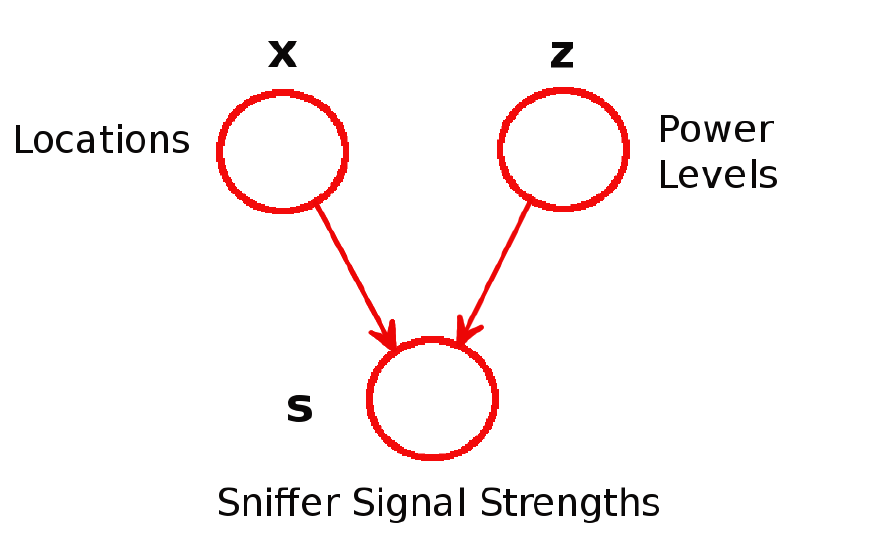 x
z
Locations
Power
Levels
s
Sniffer Signal Strengths